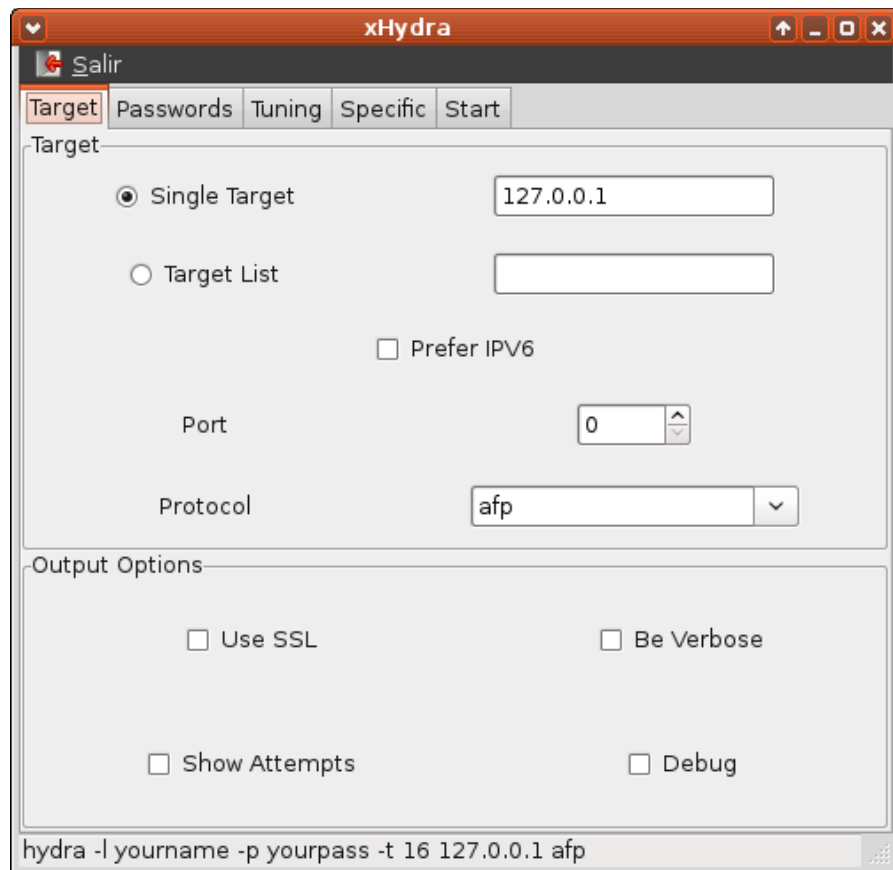 xHydra
Salir
Target Passwords Tuning Specific Start
Target
Single Target 127.0.0.1
Target List
Prefer IPV6
Port 0
Protocol afp
Output Options
Use SSL Be Verbose
Show Attempts Debug
hydra -l yourname -p yourpass -t 16 127.0.0.1 afp